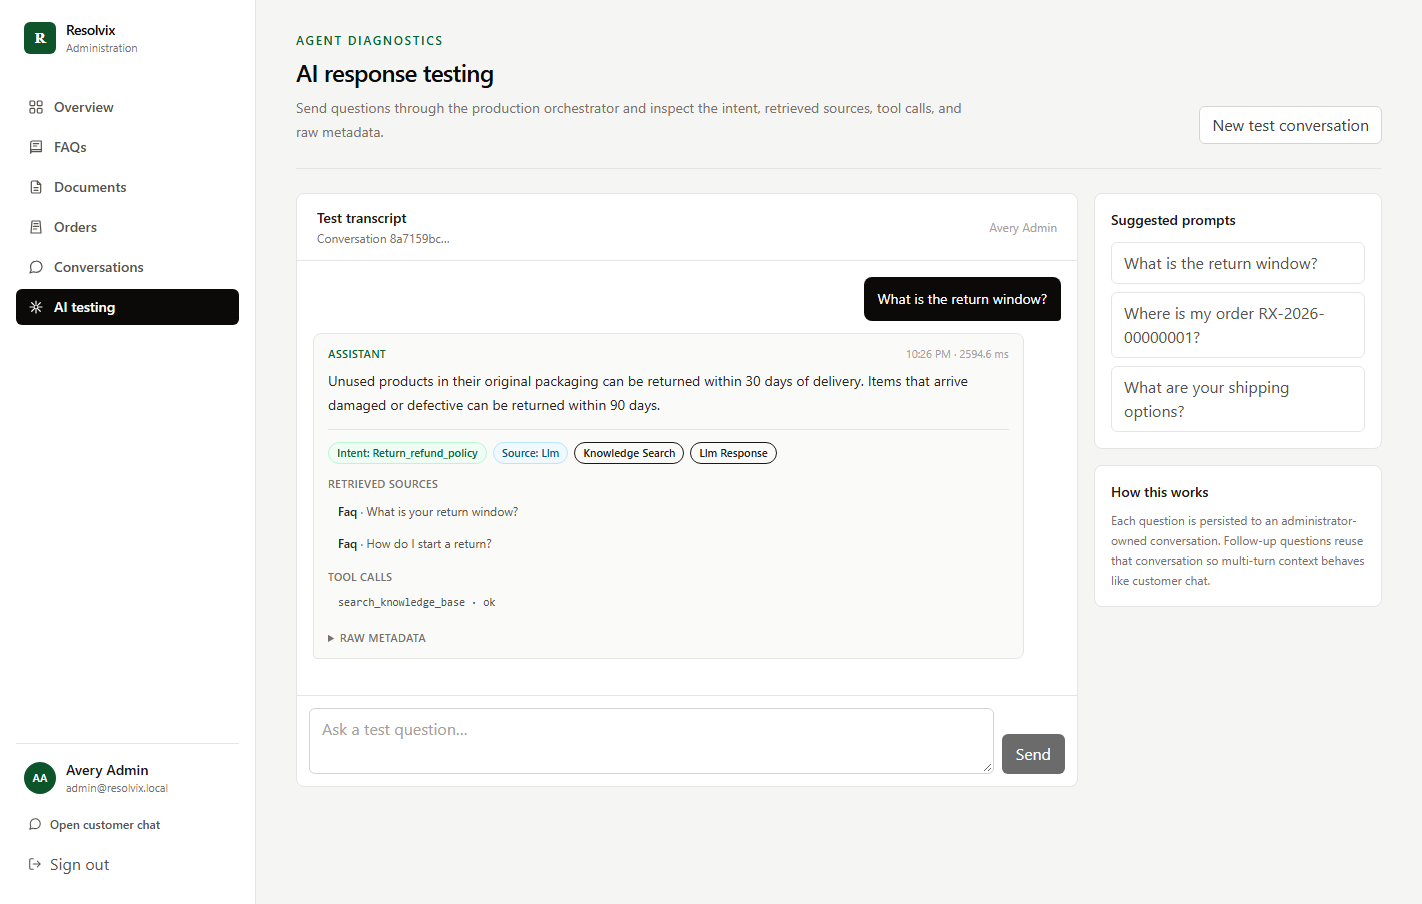 R
Resolvix
Administration
Overview
FAQs
Documents
Orders
Conversations
AI testing
AA
Avery Admin
admin@resolvix.local
Open customer chat
Sign out
AGENT DIAGNOSTICS
AI response testing
Send questions through the production orchestrator and inspect the intent, retrieved sources, tool calls, and
raw metadata.
New test conversation
Test transcript
Conversation 8a7159bc...
Avery Admin
What is the return window?
ASSISTANT
10:26 PM · 2594.6 ms
Unused products in their original packaging can be returned within 30 days of delivery. Items that arrive
damaged or defective can be returned within 90 days.
Intent: Return_refund_policy
Source: Llm
Knowledge Search
Llm Response
RETRIEVED SOURCES
Faq · What is your return window?
Faq · How do I start a return?
TOOL CALLS
search_knowledge_base · ok
RAW METADATA
Ask a test question...
Send
Suggested prompts
What is the return window?
Where is my order RX-2026-
00000001?
What are your shipping
options?
How this works
Each question is persisted to an administrator-
owned conversation. Follow-up questions reuse
that conversation so multi-turn context behaves
like customer chat.